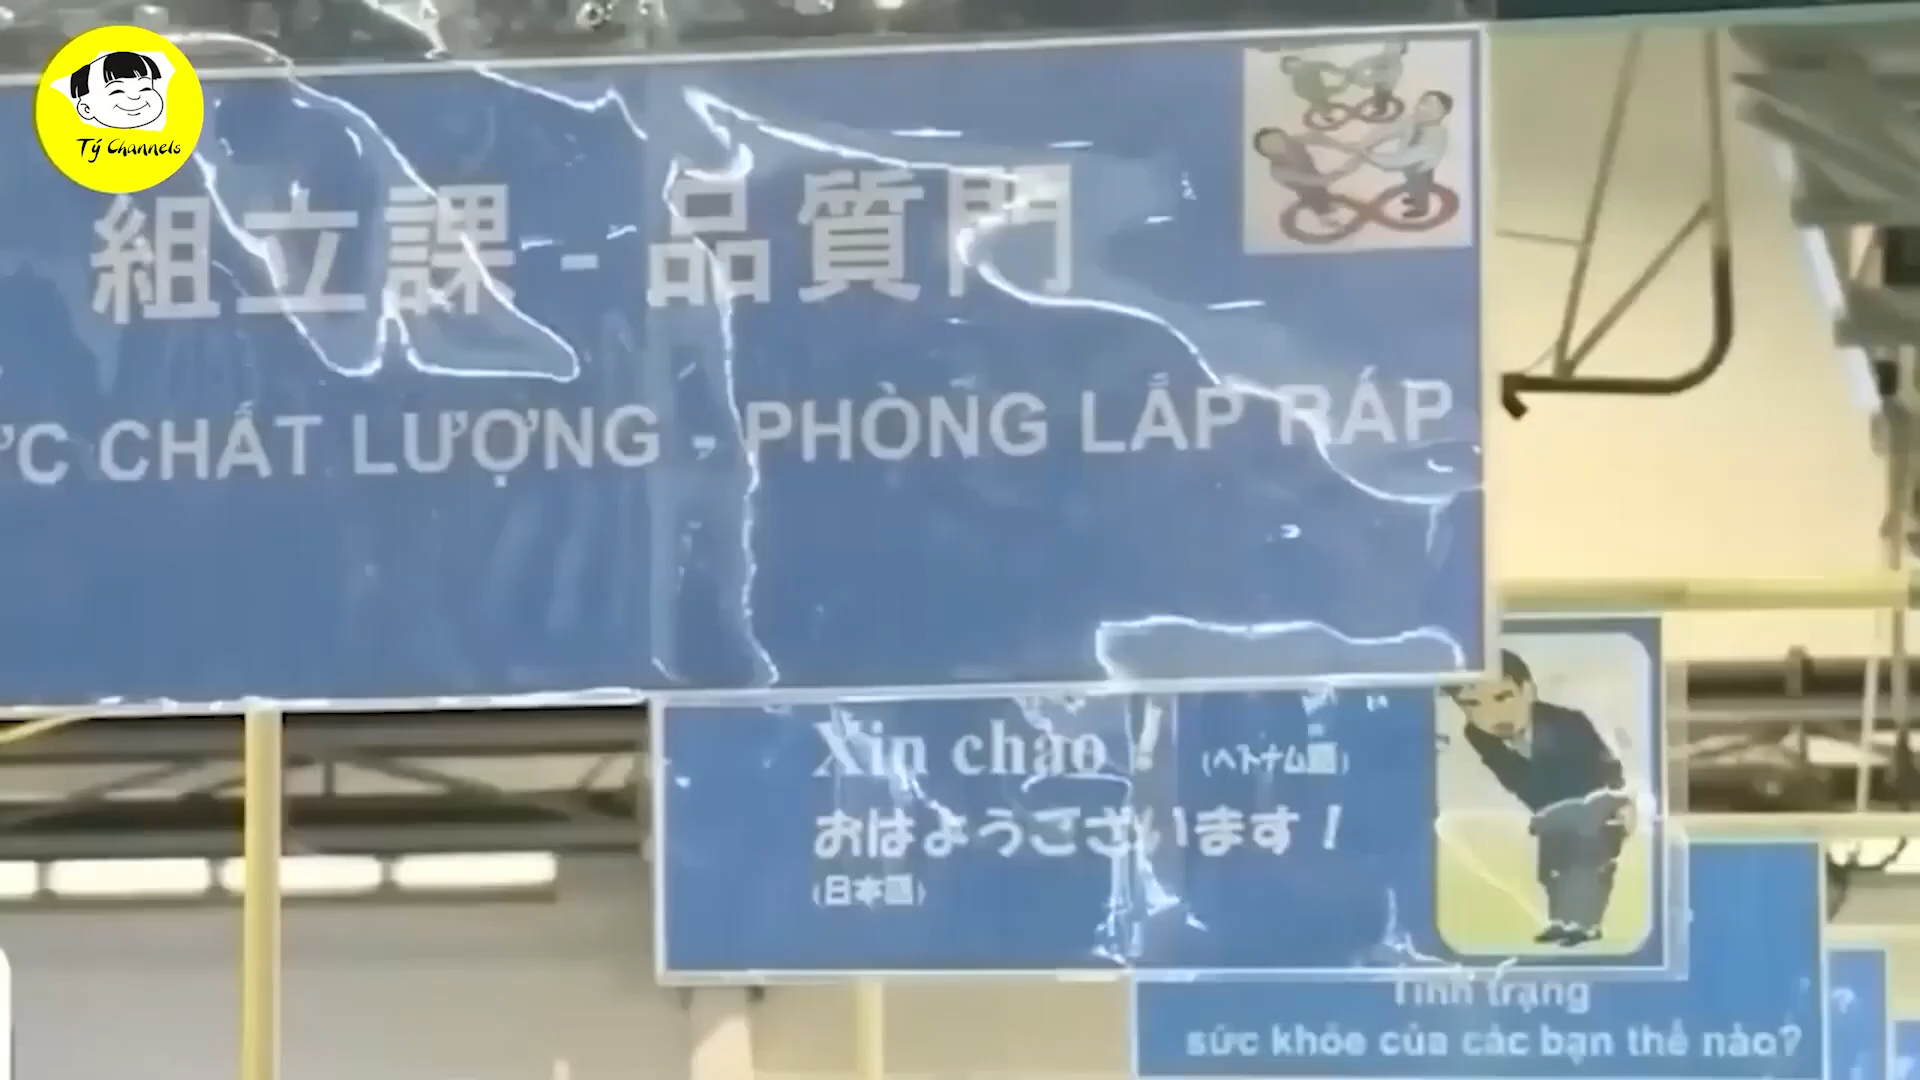 Tý Channels
組立課 - 品質門
ỨC CHẤT LƯỢNG - PHÒNG LẮP RÁP
Xin chào ! (ベトナム語)
おはようございます！
(日本語)
Tình trạng
sức khỏe của các bạn thế nào?
?